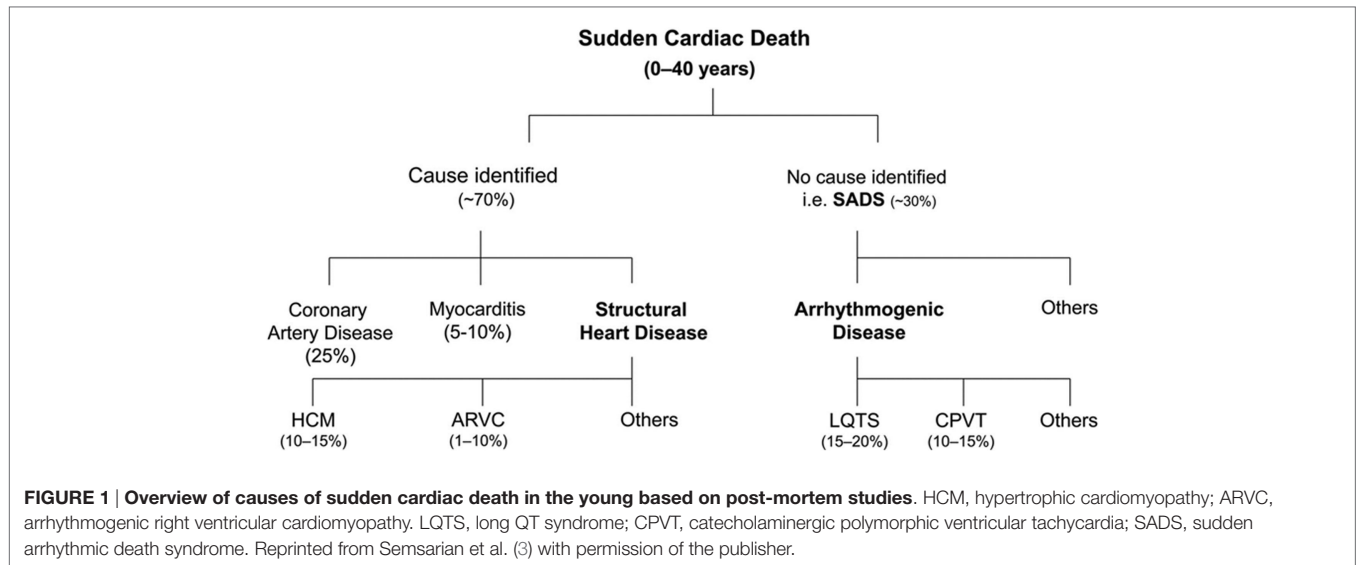 Sudden Cardiac Death
(0–40 years)
Cause identified
(~70%)
No cause identified
i.e. SADS (~30%)
Coronary
Artery Disease
(25%)
Myocarditis
(5-10%)
Structural
Heart Disease
Arrhythmogenic
Disease
Others
HCM
(10–15%)
ARVC
(1–10%)
Others
LQTS
(15–20%)
CPVT
(10–15%)
Others
FIGURE 1 | Overview of causes of sudden cardiac death in the young based on post-mortem studies. HCM, hypertrophic cardiomyopathy; ARVC,
arrhythmogenic right ventricular cardiomyopathy. LQTS, long QT syndrome; CPVT, catecholaminergic polymorphic ventricular tachycardia; SADS, sudden
arrhythmic death syndrome. Reprinted from Semsarian et al. (3) with permission of the publisher.